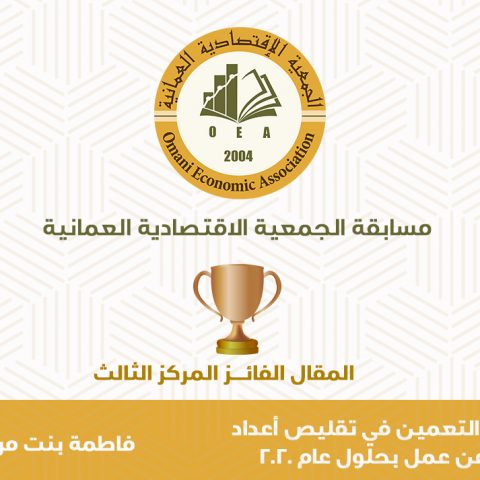 الجمعية الإقتصادية العمانية
O E A
2004
Omani Economic Association
مسابقة الجمعية الاقتصادية العمانية
المقال الفائز المركز الثالث
التعمين في تقليص أعداد
عمل بحلول عام ٢٠٢٠
فاطمة بنت